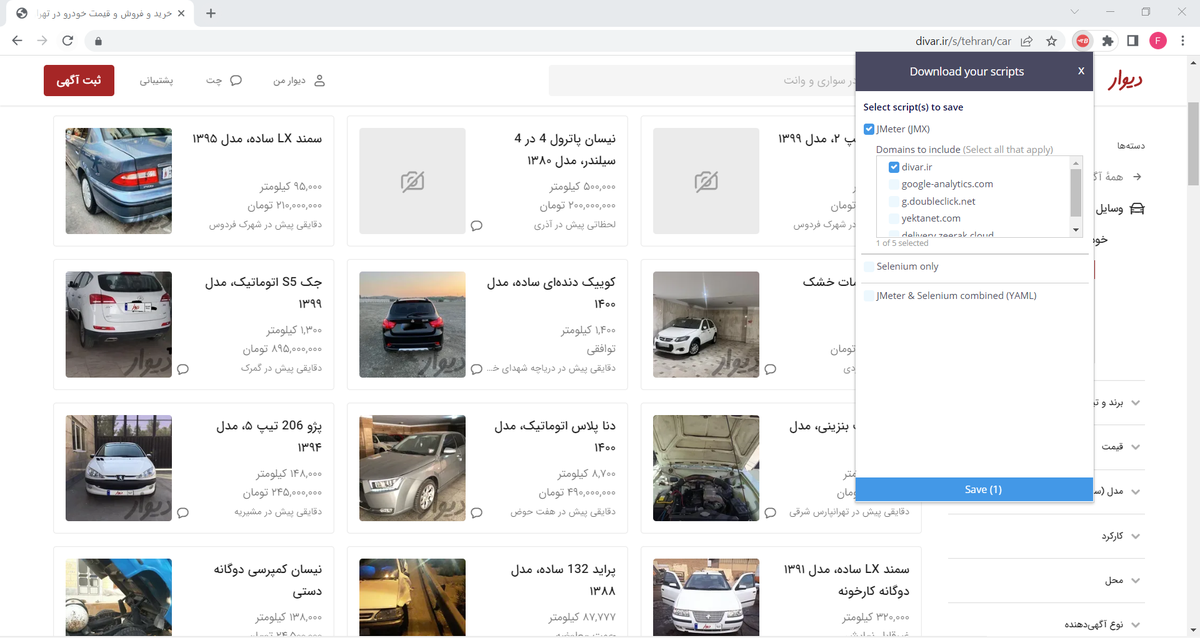 خرید و فروش و قیمت خودرو در تهرا
divar.ir/s/tehran/car
F
ثبت آگهی
پشتیبانی
چت
دیوار من
در سواری و وانت
دیوار
Download your scripts
X
Select script(s) to save
JMeter (JMX)
Domains to include (Select all that apply)
divar.ir
google-analytics.com
g.doubleclick.net
yektanet.com
delivery.zeerak.cloud
1 of 5 selected
Selenium only
JMeter & Selenium combined (YAML)
Save (1)
دسته‌ها
همهٔ آگ
وسایل
خو
برند و تی
قیمت
مدل (س
کارکرد
محل
نوع آگهی‌دهنده
پ ۲، مدل ۱۳۹۹
تومان
در شهرک فردوس
نیسان پاترول 4 در 4
سیلندر، مدل ۱۳۸۰
۵۰۰,۰۰۰ کیلومتر
۲۰۰,۰۰۰,۰۰۰ تومان
لحظاتی پیش در آذری
سمند LX ساده، مدل ۱۳۹۵
۹۵,۰۰۰ کیلومتر
۲۱۰,۰۰۰,۰۰۰ تومان
دقایقی پیش در شهرک فردوس
مات خشک
تومان
ردی
کوییک دنده‌ای ساده، مدل
۱۴۰۰
۱,۴۰۰ کیلومتر
توافقی
دقایقی پیش در دریاچه شهدای خ...
جک S5 اتوماتیک، مدل
۱۳۹۹
۱,۳۰۰ کیلومتر
۸۹۵,۰۰۰,۰۰۰ تومان
دقایقی پیش در گمرک
بنزینی، مدل
دقایقی پیش در تهرانپارس شرقی
دنا پلاس اتوماتیک، مدل
۱۴۰۰
۸,۷۰۰ کیلومتر
۴۹۰,۰۰۰,۰۰۰ تومان
دقایقی پیش در هفت حوض
پژو 206 تیپ ۵، مدل
۱۳۹۴
۱۴۸,۰۰۰ کیلومتر
۲۴۵,۰۰۰,۰۰۰ تومان
دقایقی پیش در مشیریه
سمند LX ساده، مدل ۱۳۹۱
دوگانه کارخونه
۳۲۰,۰۰۰ کیلومتر
پراید 132 ساده، مدل
۱۳۸۸
۸۷,۷۷۷ کیلومتر
نیسان کمپرسی دوگانه
دستی
۱۳۸,۰۰۰ کیلومتر